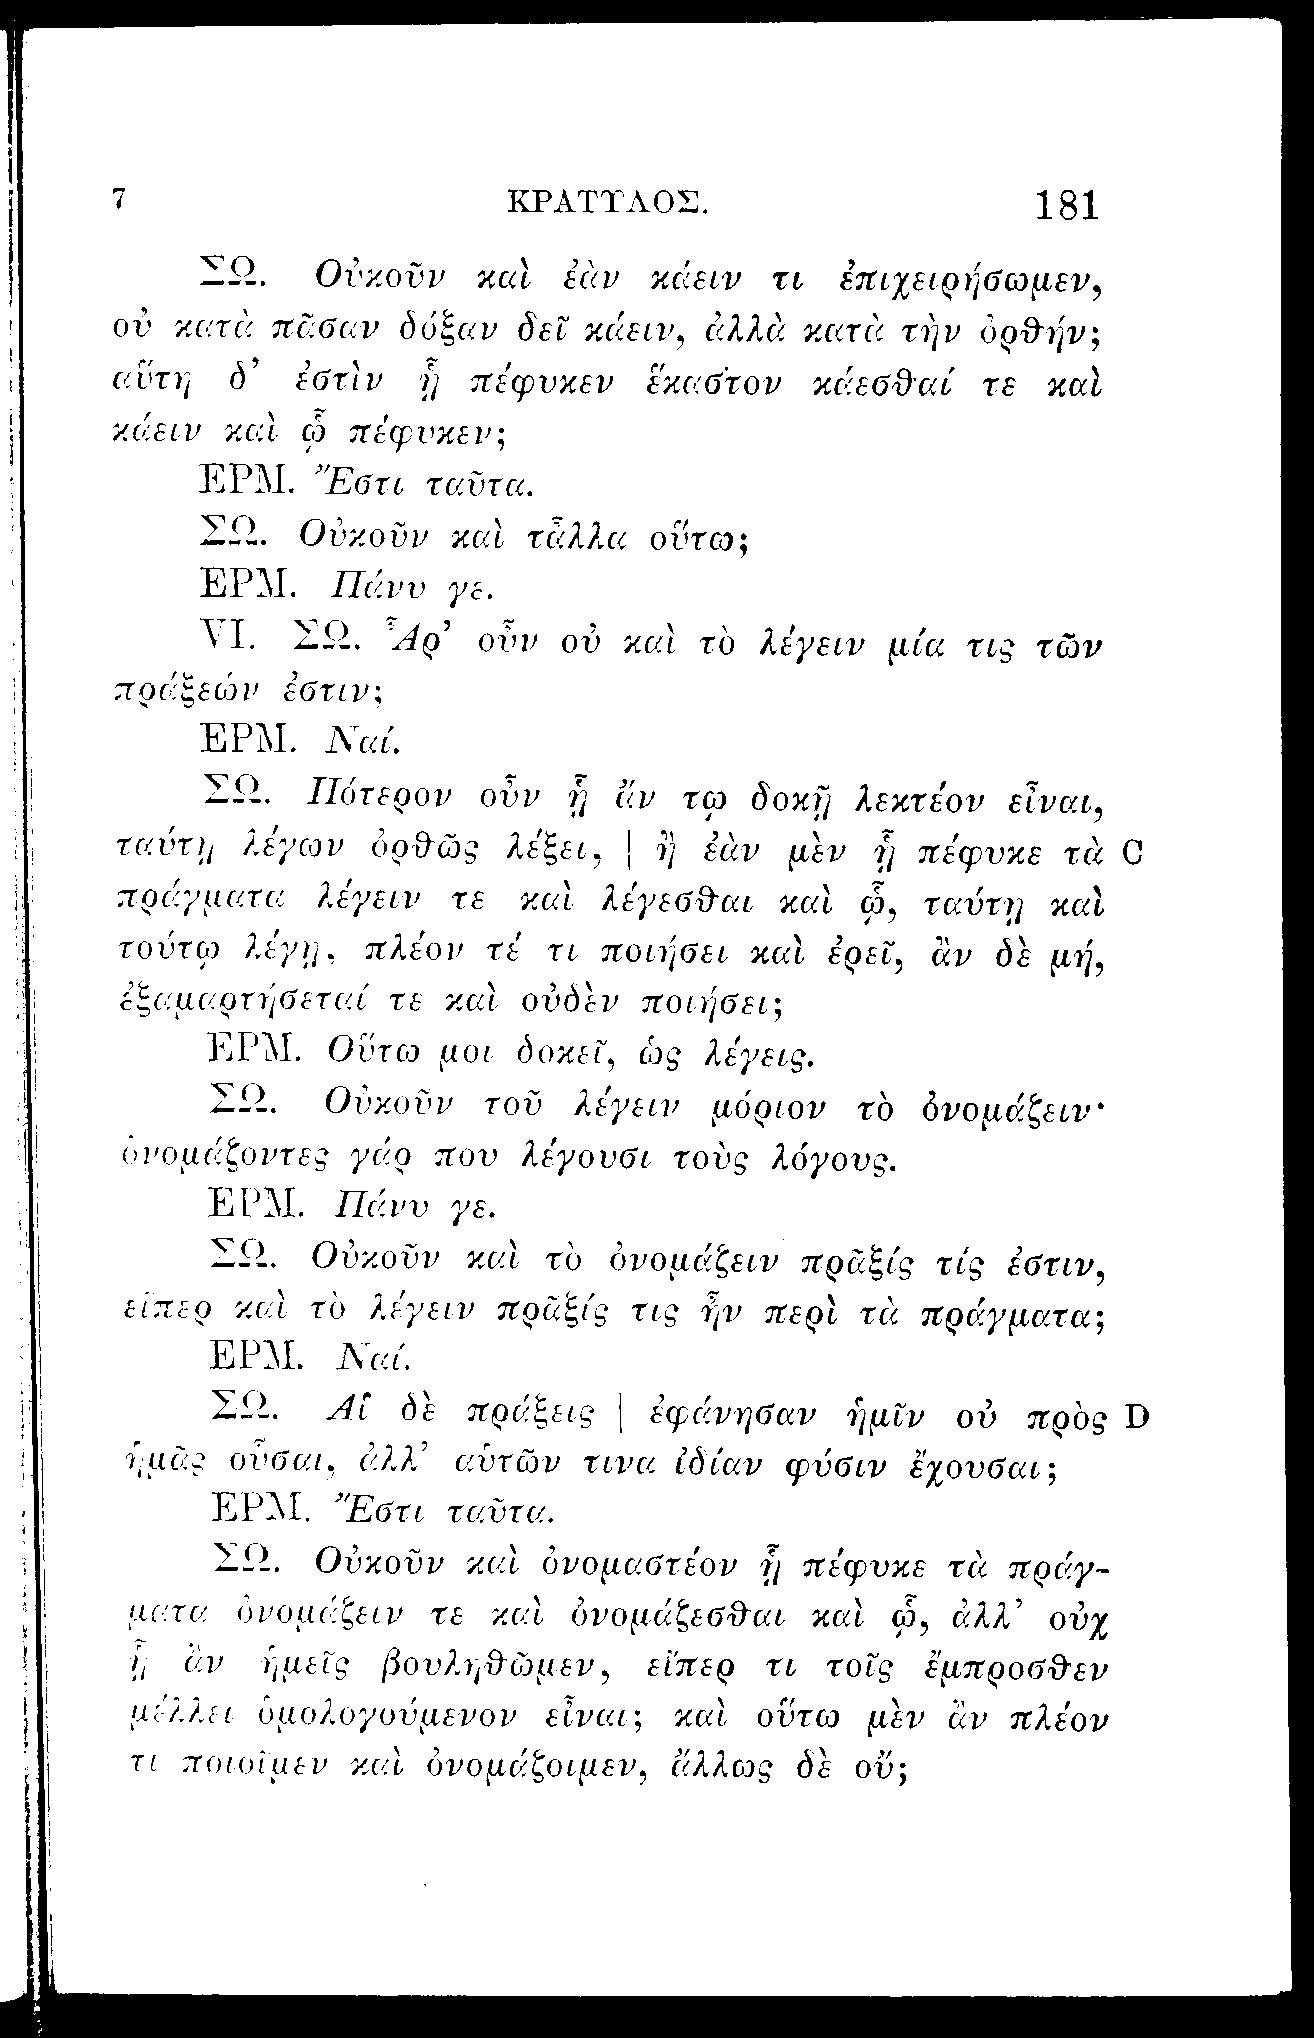 7 ΚΡΑΤΥΛΟΣ. 181
ΣΩ. Οὐκοῦν καὶ ἐὰν κάειν τι ἐπιχειρήσωμεν,
οὐ κατὰ πᾶσαν δόξαν δεῖ κάειν, ἀλλὰ κατὰ τὴν ὀρθήν;
αὕτη δ’ ἐστὶν ᾗ πέφυκεν ἕκαστον κάεσθαί τε καὶ
κάειν καὶ ᾧ πέφυκεν;
ΕΡΜ. Ἔστι ταῦτα.
ΣΩ. Οὐκοῦν καὶ τἆλλα οὕτω;
ΕΡΜ. Πάνυ γε.
VI. ΣΩ. Ἆρ’ οὖν οὐ καὶ τὸ λέγειν μία τις τῶν
πράξεών ἐστιν;
ΕΡΜ. Ναί.
ΣΩ. Πότερον οὖν ᾗ ἄν τῳ δοκῇ λεκτέον εἶναι,
ταύτῃ λέγων ὀρθῶς λέξει, | ἢ ἐὰν μὲν ᾗ πέφυκε τὰ C
πράγματα λέγειν τε καὶ λέγεσθαι καὶ ᾧ, ταύτῃ καὶ
τούτῳ λέγῃ, πλέον τέ τι ποιήσει καὶ ἐρεῖ, ἂν δὲ μή,
ἐξαμαρτήσεταί τε καὶ οὐδὲν ποιήσει;
ΕΡΜ. Οὕτω μοι δοκεῖ, ὡς λέγεις.
ΣΩ. Οὐκοῦν τοῦ λέγειν μόριον τὸ ὀνομάζειν·
ὀνομάζοντες γάρ που λέγουσι τοὺς λόγους.
ΕΡΜ. Πάνυ γε.
ΣΩ. Οὐκοῦν καὶ τὸ ὀνομάζειν πρᾶξίς τίς ἐστιν,
εἴπερ καὶ τὸ λέγειν πρᾶξίς τις ἦν περὶ τὰ πράγματα;
ΕΡΜ. Ναί.
ΣΩ. Αἱ δὲ πράξεις | ἐφάνησαν ἡμῖν οὐ πρὸς D
ἡμᾶς οὖσαι, ἀλλ’ αὑτῶν τινα ἰδίαν φύσιν ἔχουσαι;
ΕΡΜ. Ἔστι ταῦτα.
ΣΩ. Οὐκοῦν καὶ ὀνομαστέον ᾗ πέφυκε τὰ πράγ-
ματα ὀνομάζειν τε καὶ ὀνομάζεσθαι καὶ ᾧ, ἀλλ’ οὐχ
ᾗ ἂν ἡμεῖς βουληθῶμεν, εἴπερ τι τοῖς ἔμπροσθεν
μέλλει ὁμολογούμενον εἶναι; καὶ οὕτω μὲν ἂν πλέον
τι ποιοῖμεν καὶ ὀνομάζοιμεν, ἄλλως δὲ οὔ;